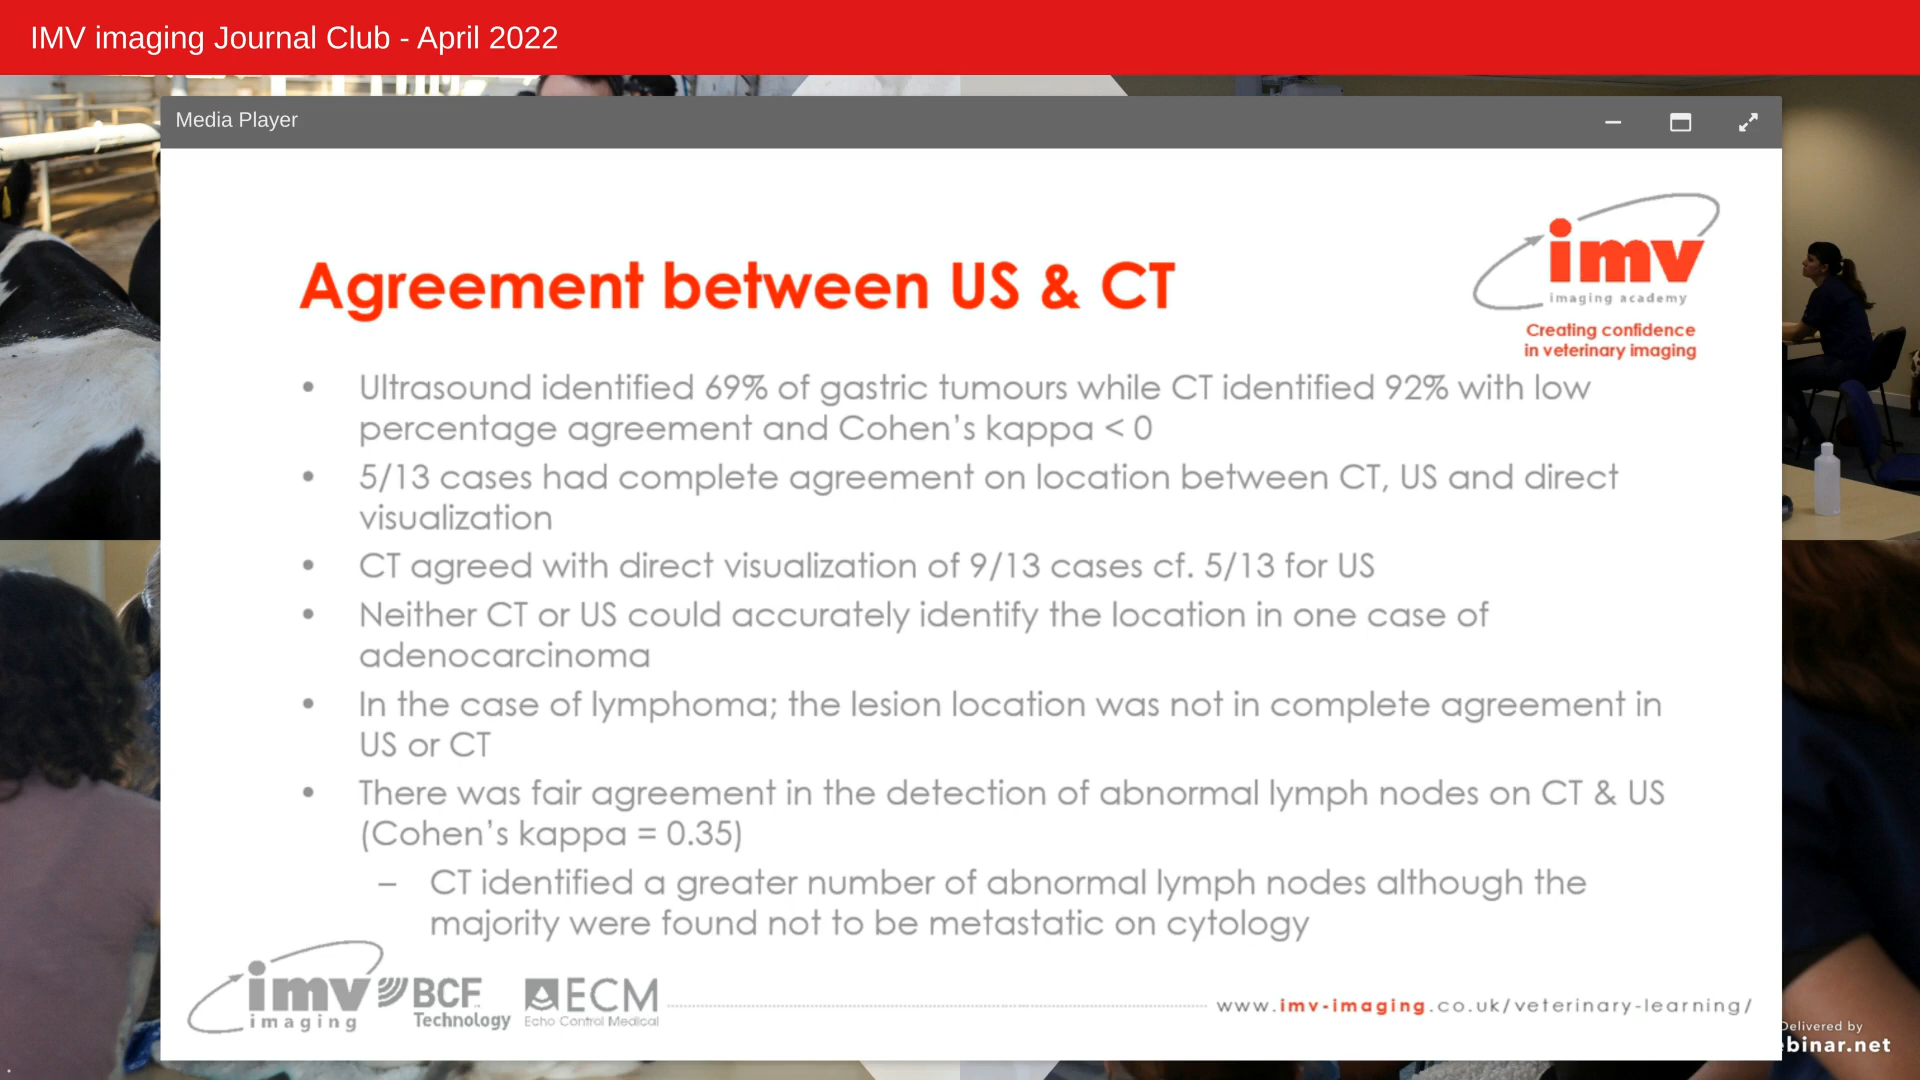 IMV imaging Journal Club - April 2022
Media Player
imv
imaging academy
Creating confidence
in veterinary imaging
Agreement between US & CT
• Ultrasound identified 69% of gastric tumours while CT identified 92% with low
percentage agreement and Cohen's kappa < 0
• 5/13 cases had complete agreement on location between CT, US and direct
visualization
• CT agreed with direct visualization of 9/13 cases cf. 5/13 for US
• Neither CT or US could accurately identify the location in one case of
adenocarcinoma
• In the case of lymphoma; the lesion location was not in complete agreement in
US or CT
• There was fair agreement in the detection of abnormal lymph nodes on CT & US
(Cohen's kappa = 0.35)
– CT identified a greater number of abnormal lymph nodes although the
majority were found not to be metastatic on cytology
imv
imaging
BCF
Technology
ECM
Echo Control Medical
www.imv-imaging.co.uk/veterinary-learning/
Delivered by
ebinar.net